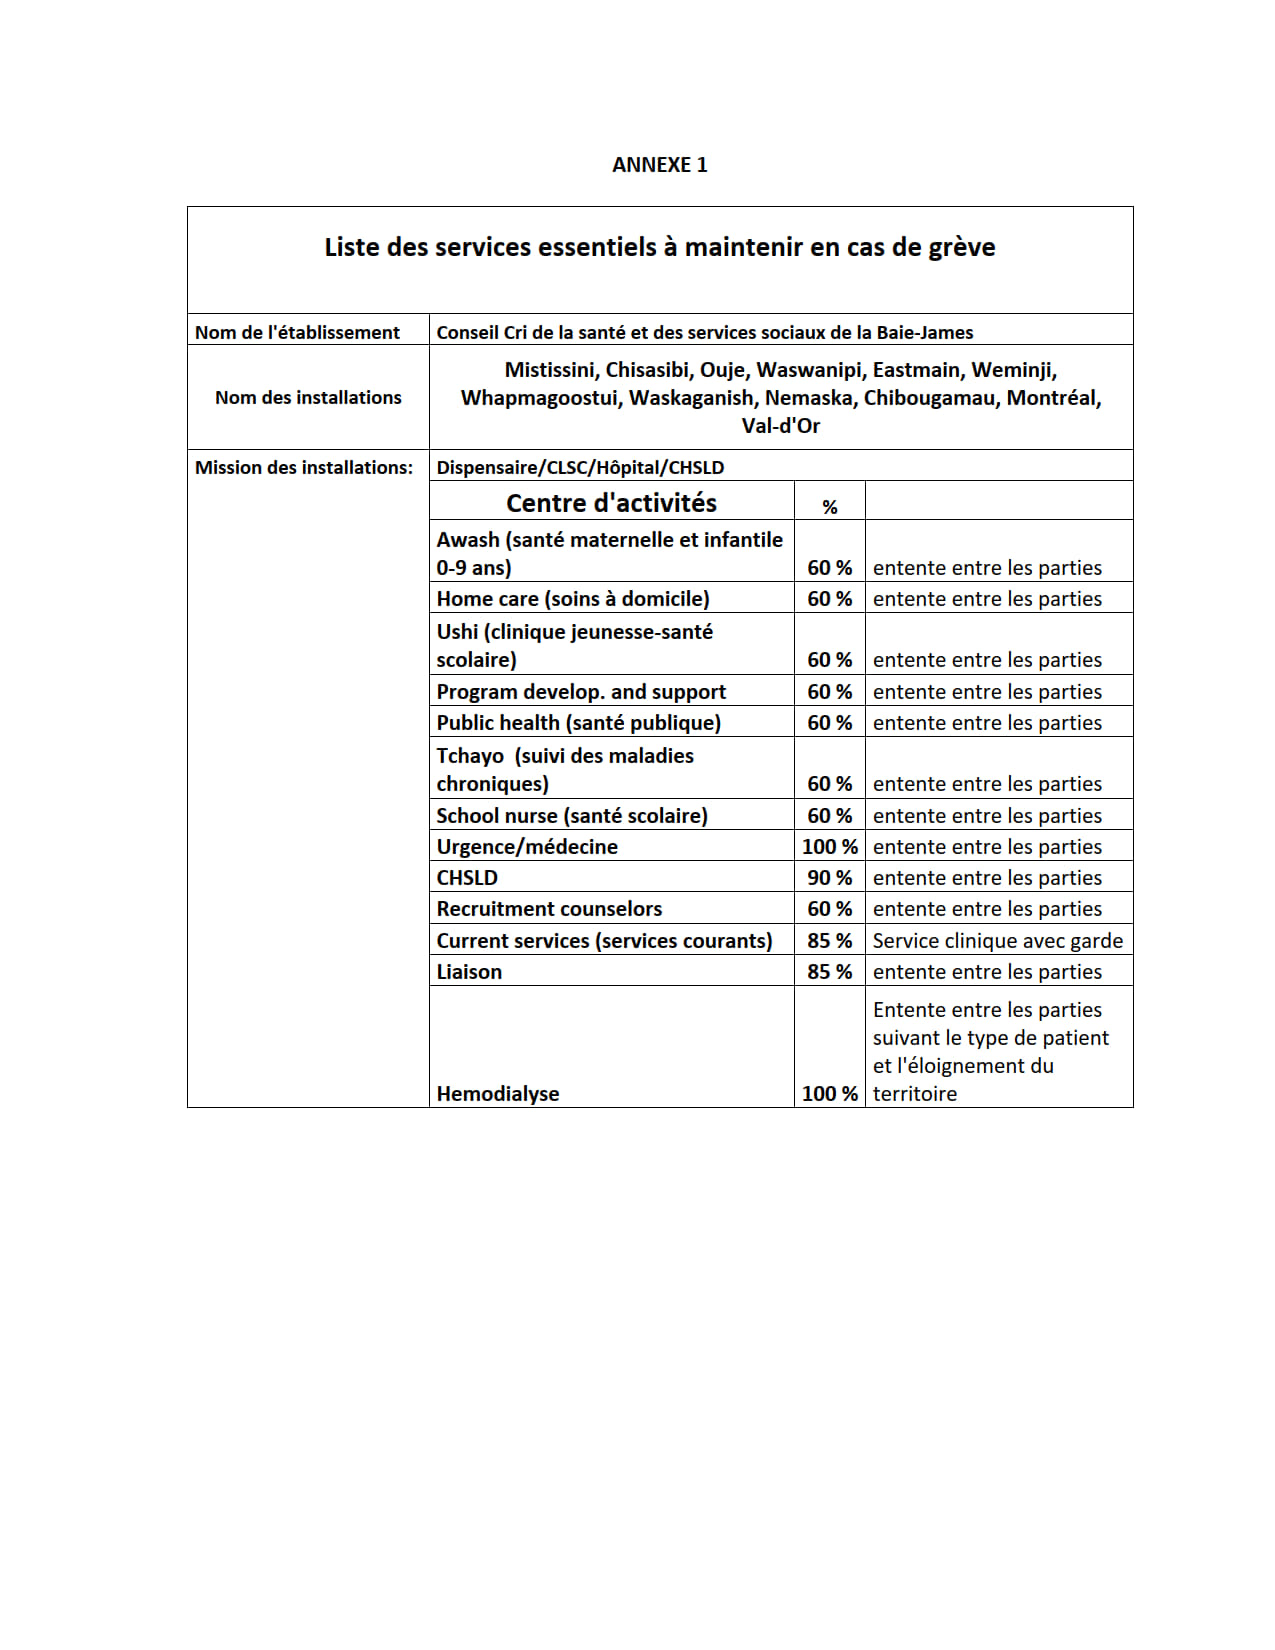 ANNEXE 1
Liste des services essentiels à maintenir en cas de grève
Nom de l'établissement
Conseil Cri de la santé et des services sociaux de la Baie-James
Nom des installations
Mistissini, Chisasibi, Ouje, Waswanipi, Eastmain, Weminji,
Whapmagoostui, Waskaganish, Nemaska, Chibougamau, Montréal,
Val-d'Or
Mission des installations:
Dispensaire/CLSC/Hôpital/CHSLD
Centre d'activités %
Awash (santé maternelle et infantile
0-9 ans) 60 % entente entre les parties
Home care (soins à domicile) 60 % entente entre les parties
Ushi (clinique jeunesse-santé
scolaire) 60 % entente entre les parties
Program develop. and support 60 % entente entre les parties
Public health (santé publique) 60 % entente entre les parties
Tchayo  (suivi des maladies
chroniques) 60 % entente entre les parties
School nurse (santé scolaire) 60 % entente entre les parties
Urgence/médecine 100 % entente entre les parties
CHSLD 90 % entente entre les parties
Recruitment counselors 60 % entente entre les parties
Current services (services courants) 85 % Service clinique avec garde
Liaison 85 % entente entre les parties
Entente entre les parties
suivant le type de patient
et l'éloignement du
Hemodialyse 100 % territoire